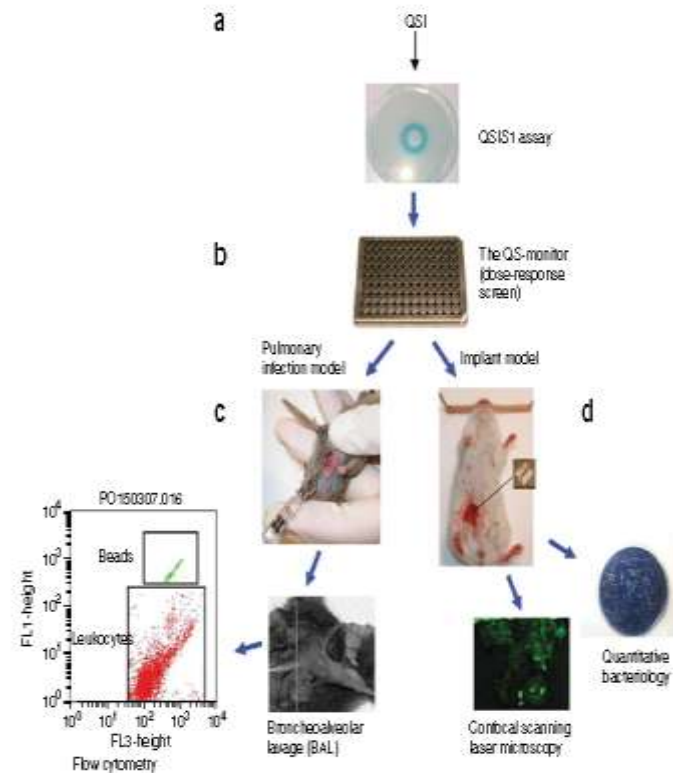 a
QSI
QSIS1 assay
b
The QS-monitor
(dose-response
screen)
Pulmonary
infection model
Implant model
c
d
PO150307.016
10⁴
10³
10²
10¹
10⁰
FL1-height
Beads
Leukocytes
10⁰ 10¹ 10² 10³ 10⁴
FL3-height
Flow cytometry
Broncheoalveolar
lavage (BAL)
Confocal scanning
laser microscopy
Quantitative
bacteriology